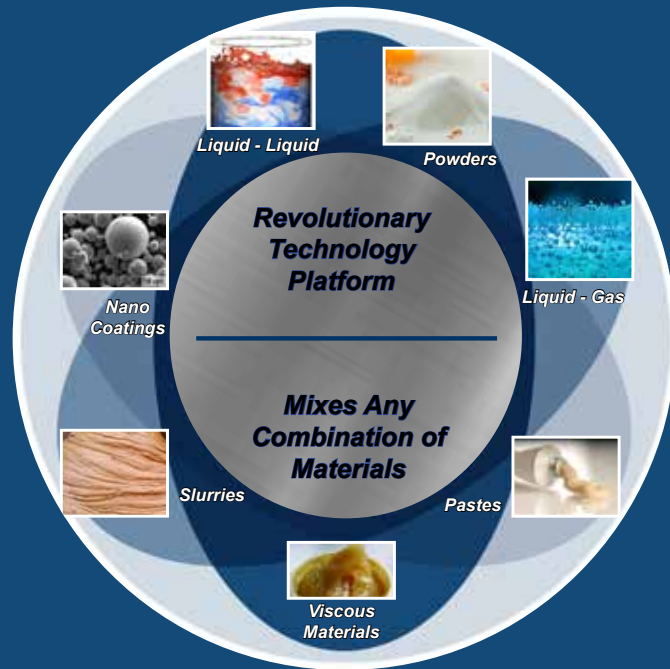 Liquid - Liquid
Powders
Revolutionary
Technology
Platform
Liquid - Gas
Nano
Coatings
Mixes Any
Combination of
Materials
Slurries
Pastes
Viscous
Materials